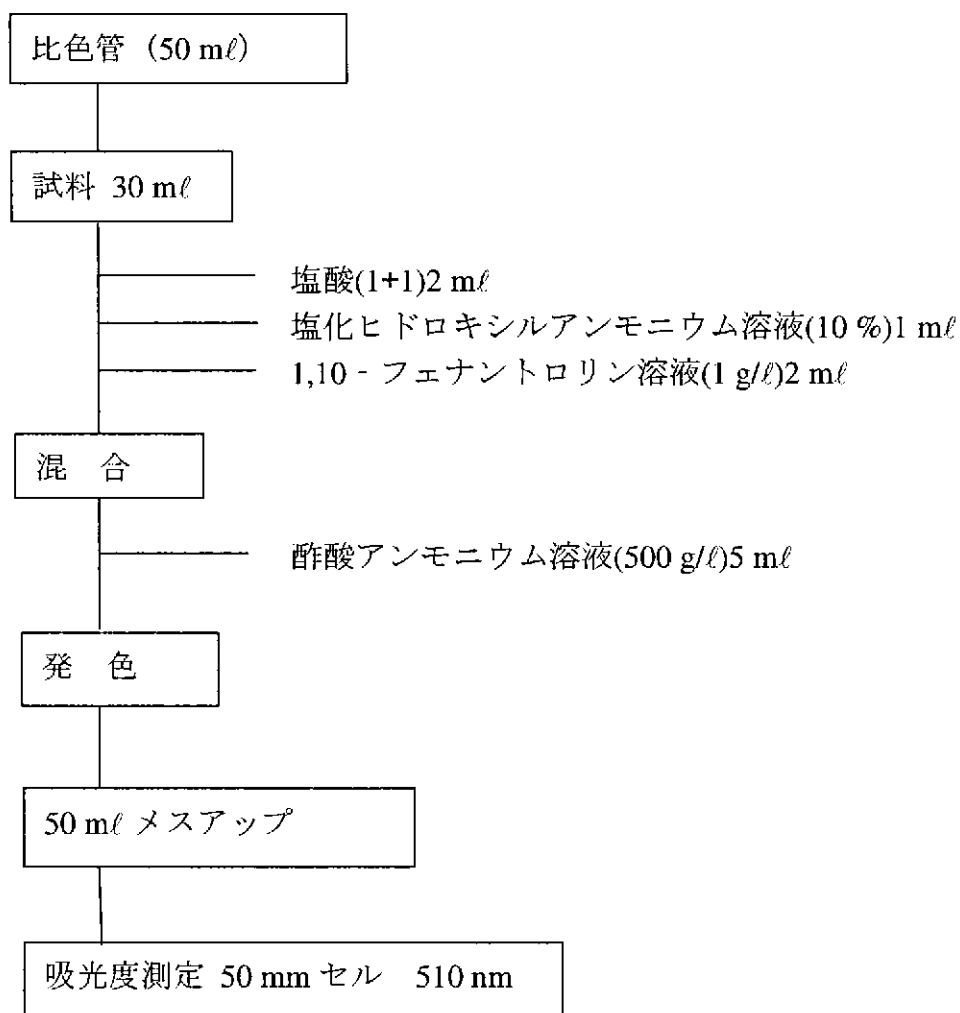 比色管（50 mℓ）
試料 30 mℓ
塩酸(1+1)2 mℓ
塩化ヒドロキシルアンモニウム溶液(10 %)1 mℓ
1,10 - フェナントロリン溶液(1 g/ℓ)2 mℓ
混 合
酢酸アンモニウム溶液(500 g/ℓ)5 mℓ
発 色
50 mℓ メスアップ
吸光度測定 50 mm セル 510 nm